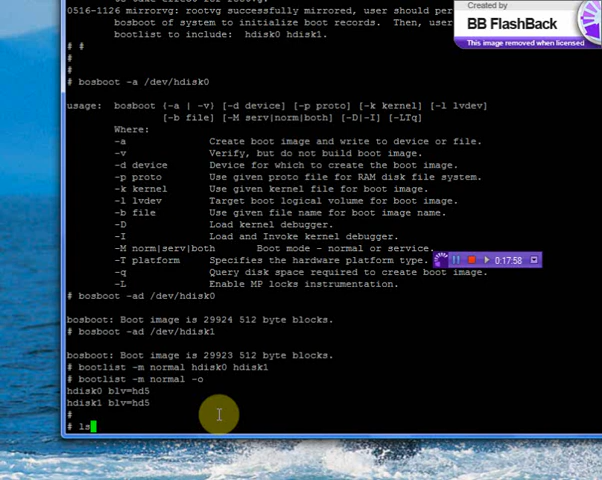 0516-1126 mirrorvg: rootvg successfully mirrored, user should per
bosboot of system to initialize boot records. Then, user
bootlist to include: hdisk0 hdisk1.
# #
#
#
# bosboot -a /dev/hdisk0
usage: bosboot {-a | -v} [-d device] [-p proto] [-k kernel] [-l lvdev]
[-b file] [-M serv|norm|both] [-D|-I] [-LTq]
Where:
-a Create boot image and write to device or file.
-v Verify, but do not build boot image.
-d device Device for which to create the boot image.
-p proto Use given proto file for RAM disk file system.
-k kernel Use given kernel file for boot image.
-l lvdev Target boot logical volume for boot image.
-b file Use given file name for boot image name.
-D Load kernel debugger.
-I Load and Invoke kernel debugger.
-M norm|serv|both Boot mode - normal or service.
-T platform Specifies the hardware platform type.
-q Query disk space required to create boot image.
-L Enable MP locks instrumentation.
# bosboot -ad /dev/hdisk0
bosboot: Boot image is 29924 512 byte blocks.
# bosboot -ad /dev/hdisk1
bosboot: Boot image is 29923 512 byte blocks.
# bootlist -m normal hdisk0 hdisk1
# bootlist -m normal -o
hdisk0 blv=hd5
hdisk1 blv=hd5
#
# ls
Created by
BB FlashBack
This image removed when licensed
0:17:58